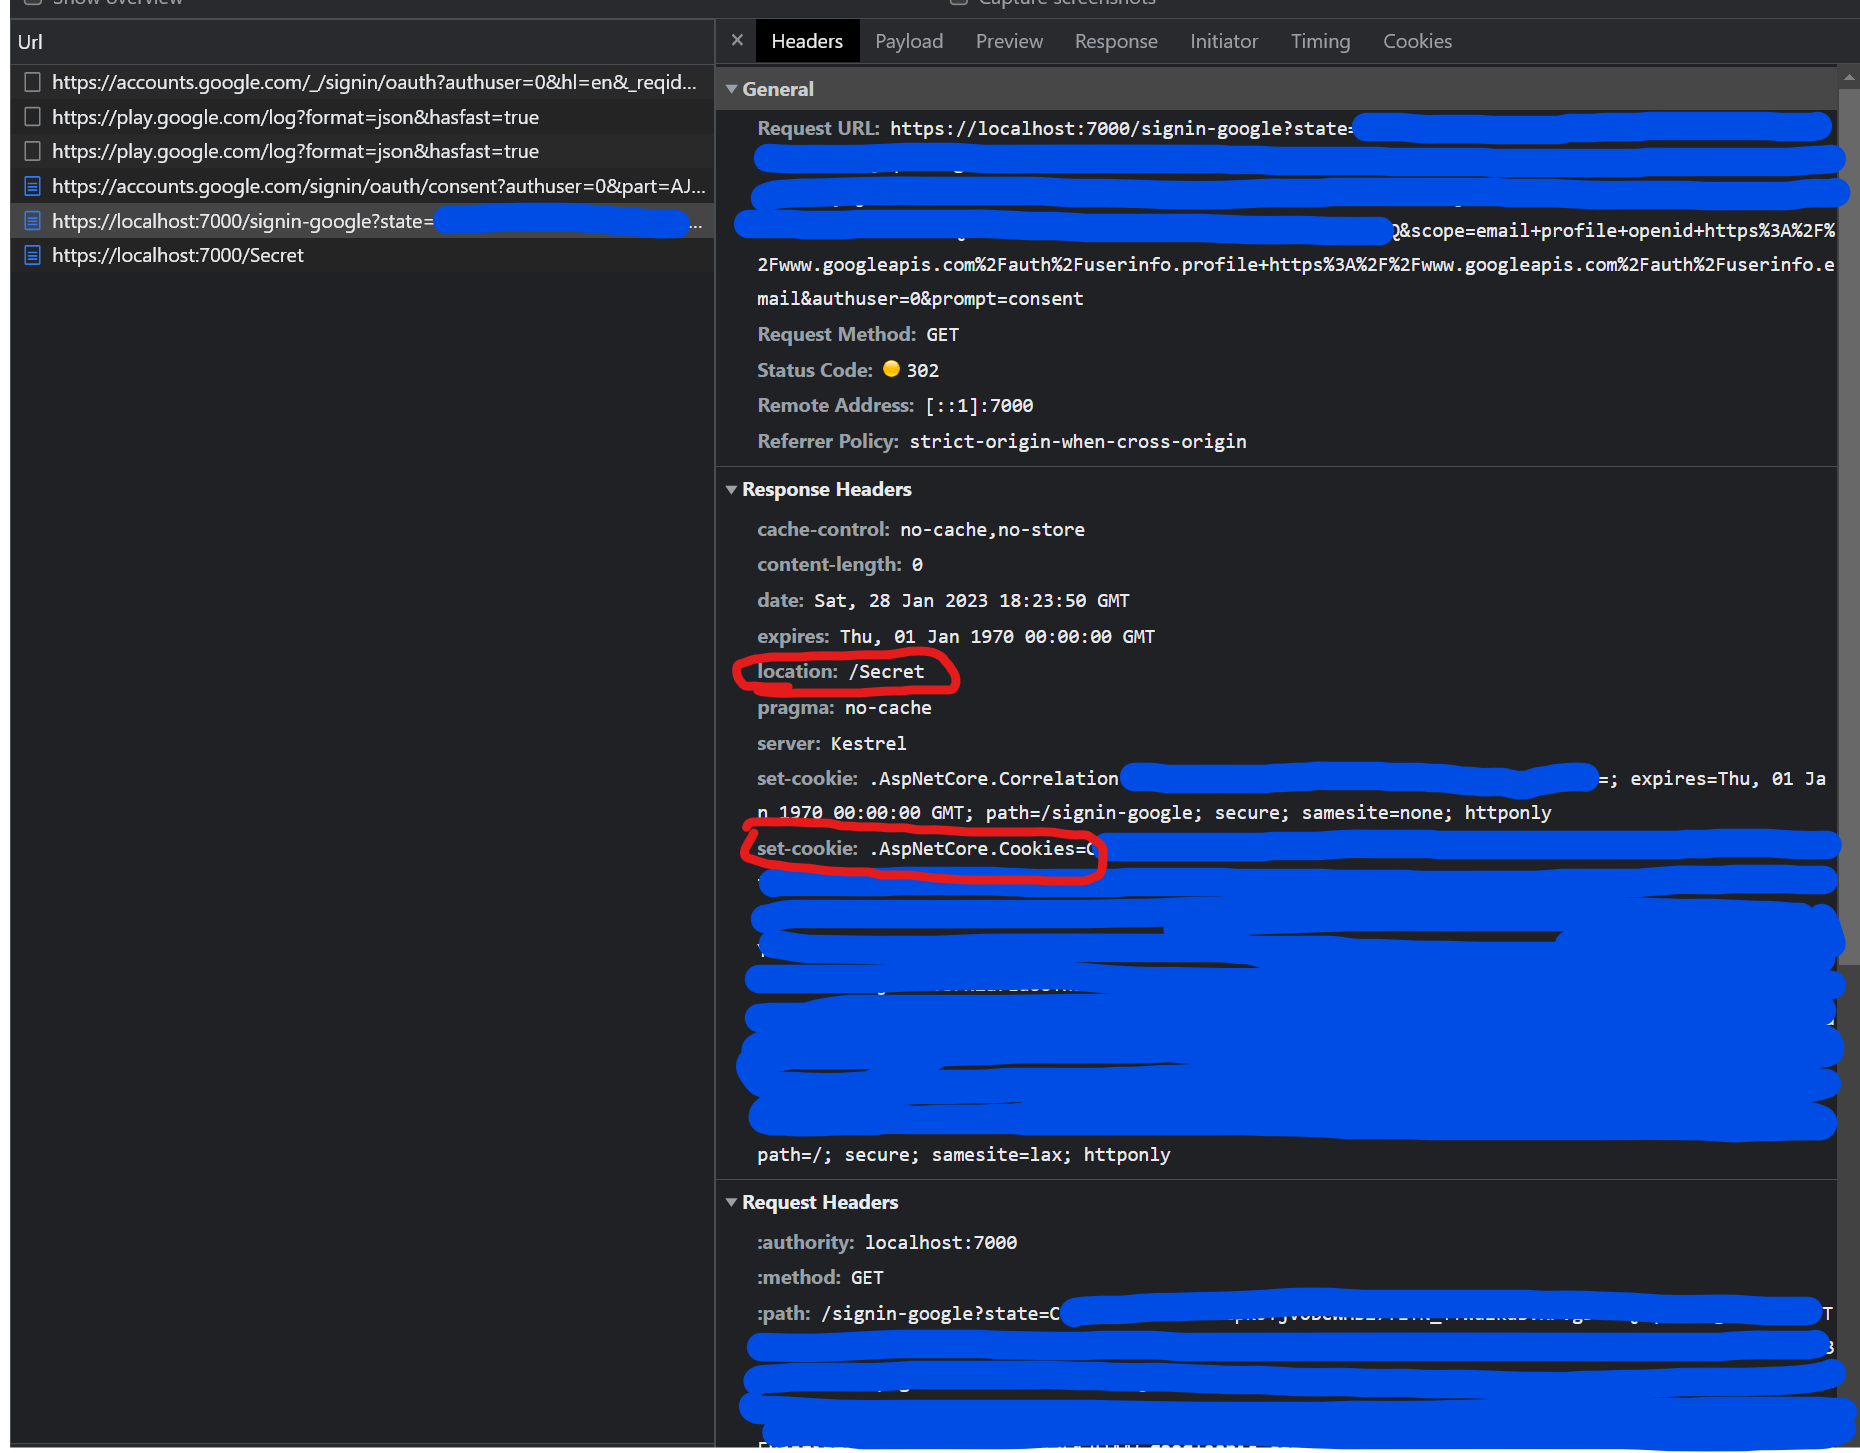 Show overview
Capture screenshots
Url
https://accounts.google.com/_/signin/oauth?authuser=0&hl=en&_reqid...
https://play.google.com/log?format=json&hasfast=true
https://play.google.com/log?format=json&hasfast=true
https://accounts.google.com/signin/oauth/consent?authuser=0&part=AJ...
https://localhost:7000/signin-google?state= ...
https://localhost:7000/Secret
× Headers Payload Preview Response Initiator Timing Cookies
General
Request URL: https://localhost:7000/signin-google?state=
Q&scope=email+profile+openid+https%3A%2F%
2Fwww.googleapis.com%2Fauth%2Fuserinfo.profile+https%3A%2F%2Fwww.googleapis.com%2Fauth%2Fuserinfo.e
mail&authuser=0&prompt=consent
Request Method: GET
Status Code: 302
Remote Address: [::1]:7000
Referrer Policy: strict-origin-when-cross-origin
Response Headers
cache-control: no-cache,no-store
content-length: 0
date: Sat, 28 Jan 2023 18:23:50 GMT
expires: Thu, 01 Jan 1970 00:00:00 GMT
location: /Secret
pragma: no-cache
server: Kestrel
set-cookie: .AspNetCore.Correlation =; expires=Thu, 01 Ja
n 1970 00:00:00 GMT; path=/signin-google; secure; samesite=none; httponly
set-cookie: .AspNetCore.Cookies=C
path=/; secure; samesite=lax; httponly
Request Headers
:authority: localhost:7000
:method: GET
:path: /signin-google?state=C T